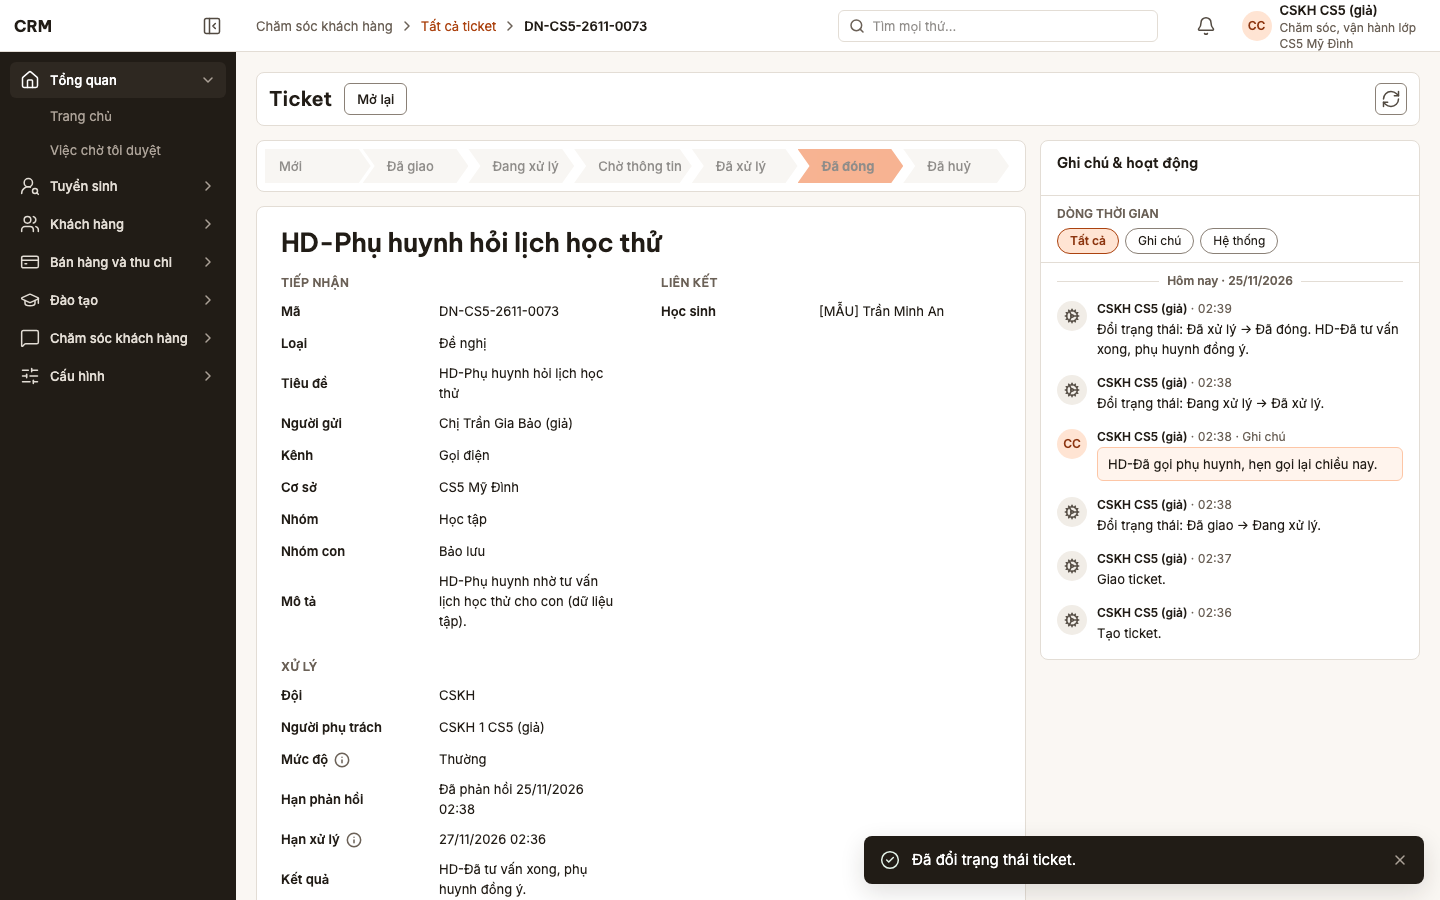 CRM
Chăm sóc khách hàng > Tất cả ticket > DN-CS5-2611-0073
Tìm mọi thứ...
CC
CSKH CS5 (giả)
Chăm sóc, vận hành lớp
CS5 Mỹ Đình
Tổng quan
Trang chủ
Việc chờ tôi duyệt
Tuyển sinh
Khách hàng
Bán hàng và thu chi
Đào tạo
Chăm sóc khách hàng
Cấu hình
Ticket
Mở lại
Mới
Đã giao
Đang xử lý
Chờ thông tin
Đã xử lý
Đã đóng
Đã huỷ
HD-Phụ huynh hỏi lịch học thử
TIẾP NHẬN
Mã DN-CS5-2611-0073
Loại Đề nghị
Tiêu đề HD-Phụ huynh hỏi lịch học
thử
Người gửi Chị Trần Gia Bảo (giả)
Kênh Gọi điện
Cơ sở CS5 Mỹ Đình
Nhóm Học tập
Nhóm con Bảo lưu
Mô tả HD-Phụ huynh nhờ tư vấn
lịch học thử cho con (dữ liệu
tập).
LIÊN KẾT
Học sinh [MẪU] Trần Minh An
XỬ LÝ
Đội CSKH
Người phụ trách CSKH 1 CS5 (giả)
Mức độ Thường
Hạn phản hồi Đã phản hồi 25/11/2026
02:38
Hạn xử lý 27/11/2026 02:36
Kết quả HD-Đã tư vấn xong, phụ
huynh đồng ý.
Ghi chú & hoạt động
DÒNG THỜI GIAN
Tất cả
Ghi chú
Hệ thống
Hôm nay · 25/11/2026
CSKH CS5 (giả) · 02:39
Đổi trạng thái: Đã xử lý → Đã đóng. HD-Đã tư vấn
xong, phụ huynh đồng ý.
CSKH CS5 (giả) · 02:38
Đổi trạng thái: Đang xử lý → Đã xử lý.
CC
CSKH CS5 (giả) · 02:38 · Ghi chú
HD-Đã gọi phụ huynh, hẹn gọi lại chiều nay.
CSKH CS5 (giả) · 02:38
Đổi trạng thái: Đã giao → Đang xử lý.
CSKH CS5 (giả) · 02:37
Giao ticket.
CSKH CS5 (giả) · 02:36
Tạo ticket.
Đã đổi trạng thái ticket.